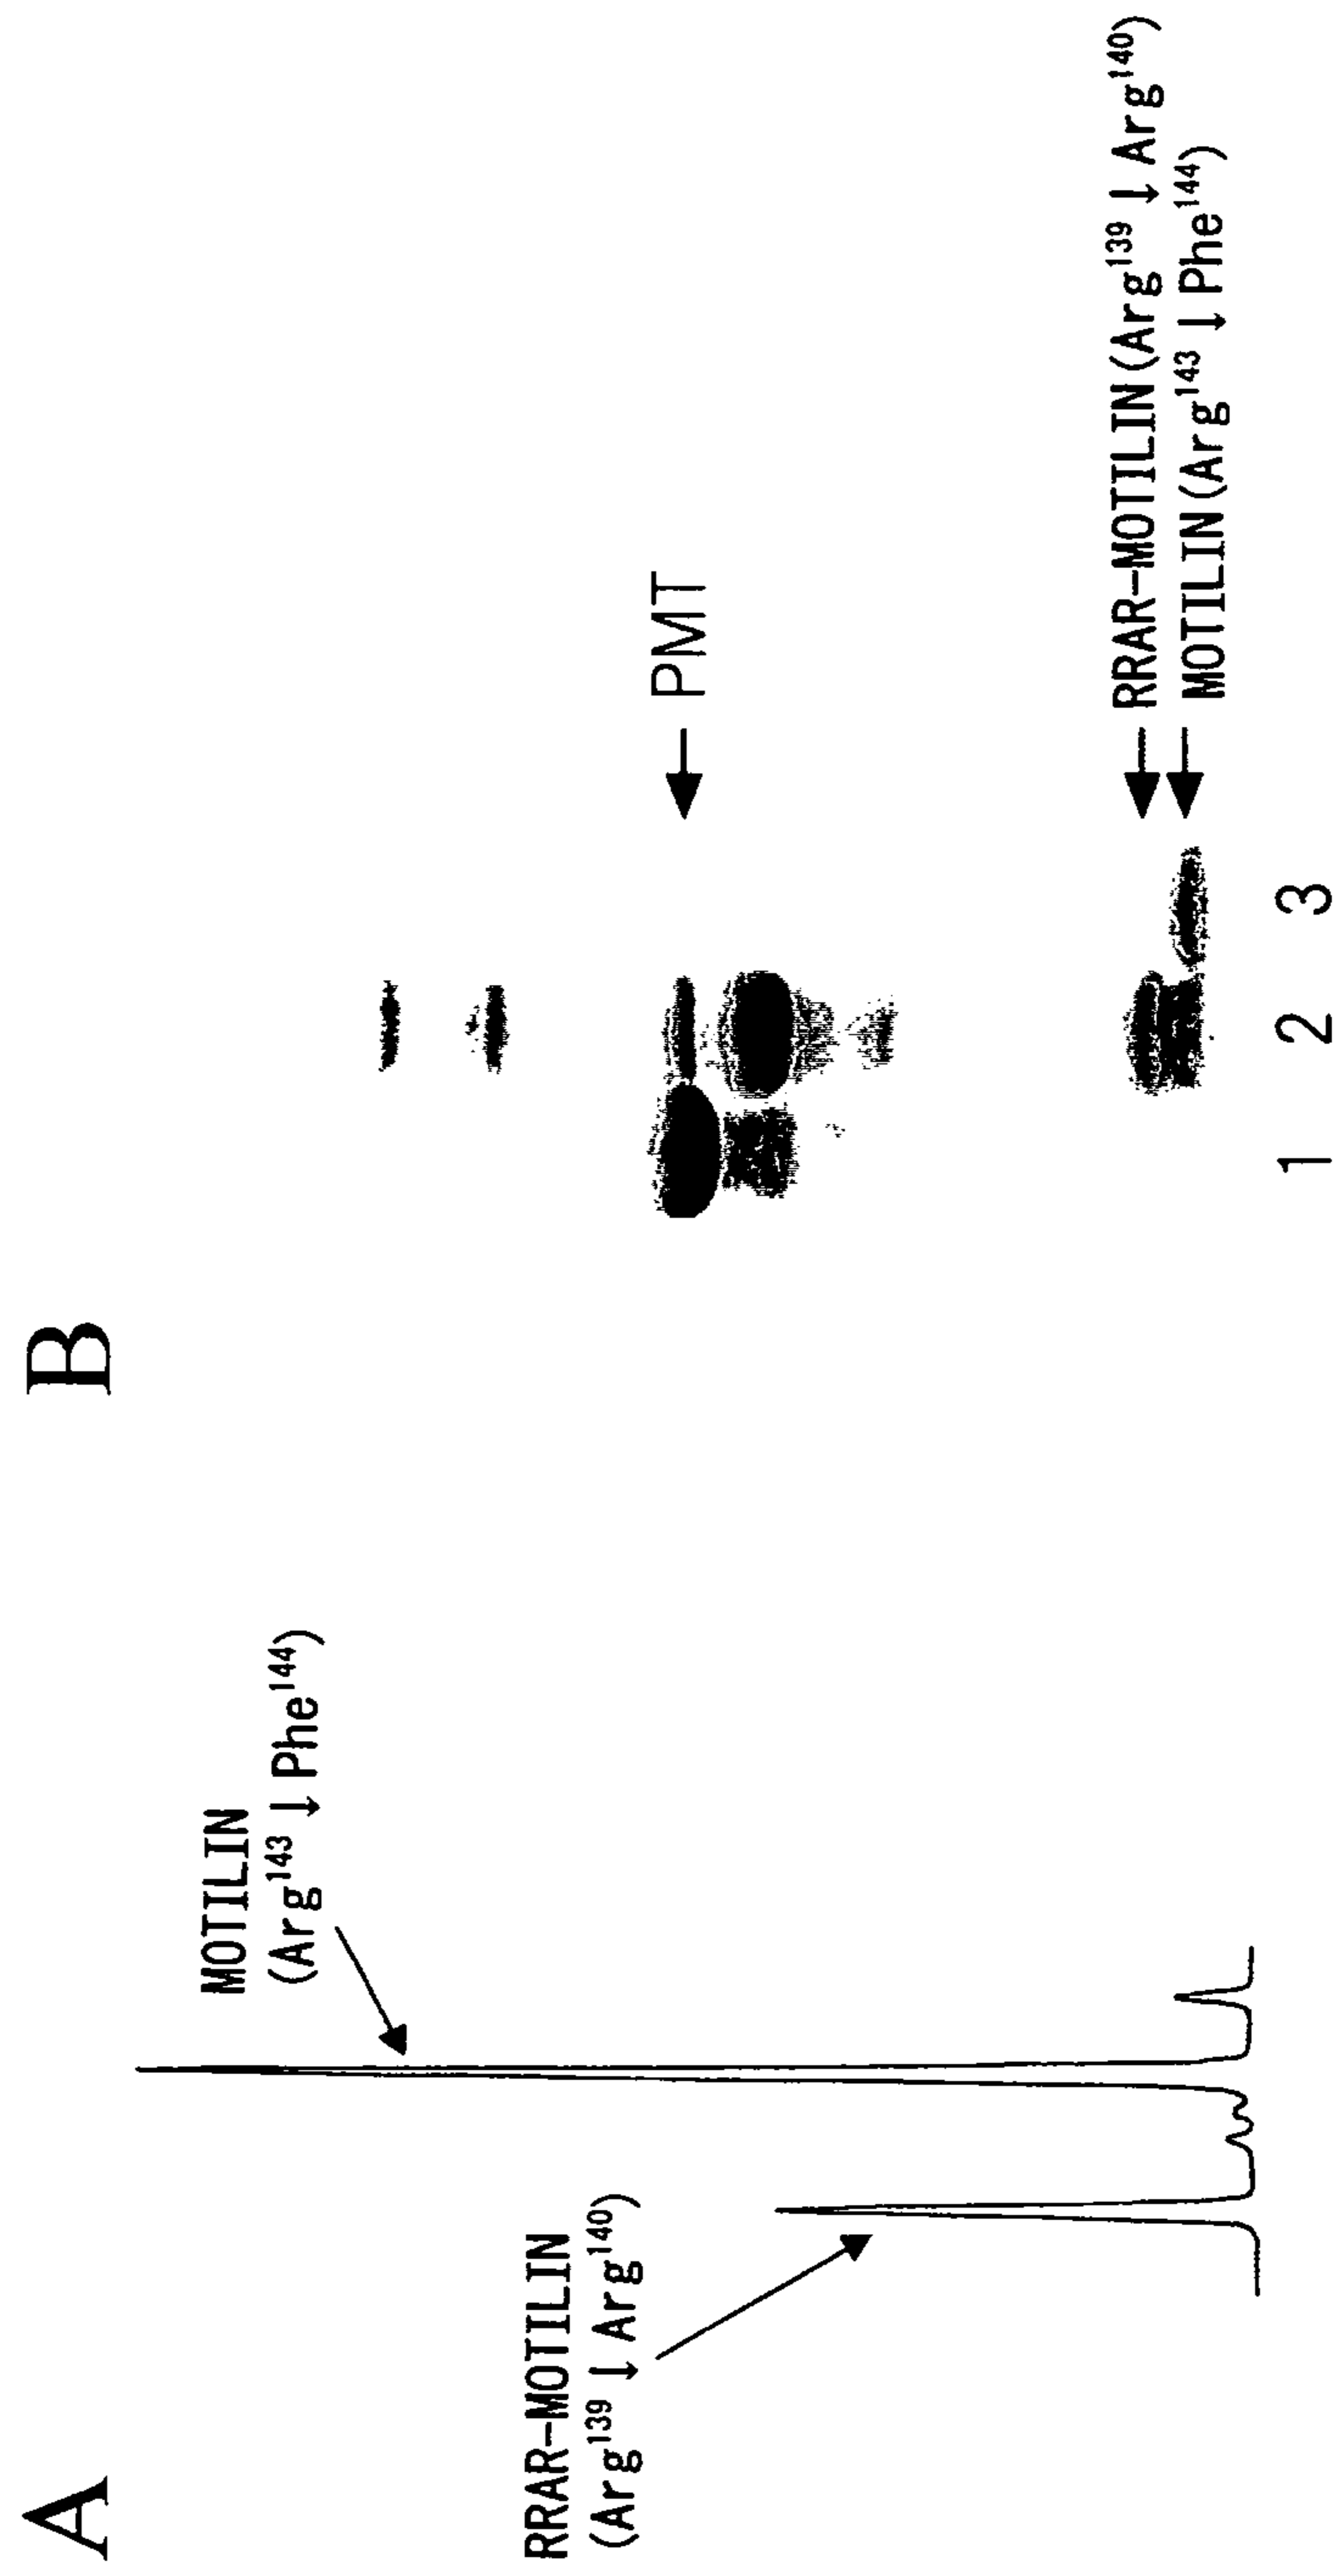 A
MOTILIN
(Arg¹⁴³↓Phe¹⁴⁴)
RRAR-MOTILIN
(Arg¹³⁹↓Arg¹⁴⁰)
B
PMT
RRAR-MOTILIN(Arg¹³⁹↓Arg¹⁴⁰)
MOTILIN(Arg¹⁴³↓Phe¹⁴⁴)
1 2 3